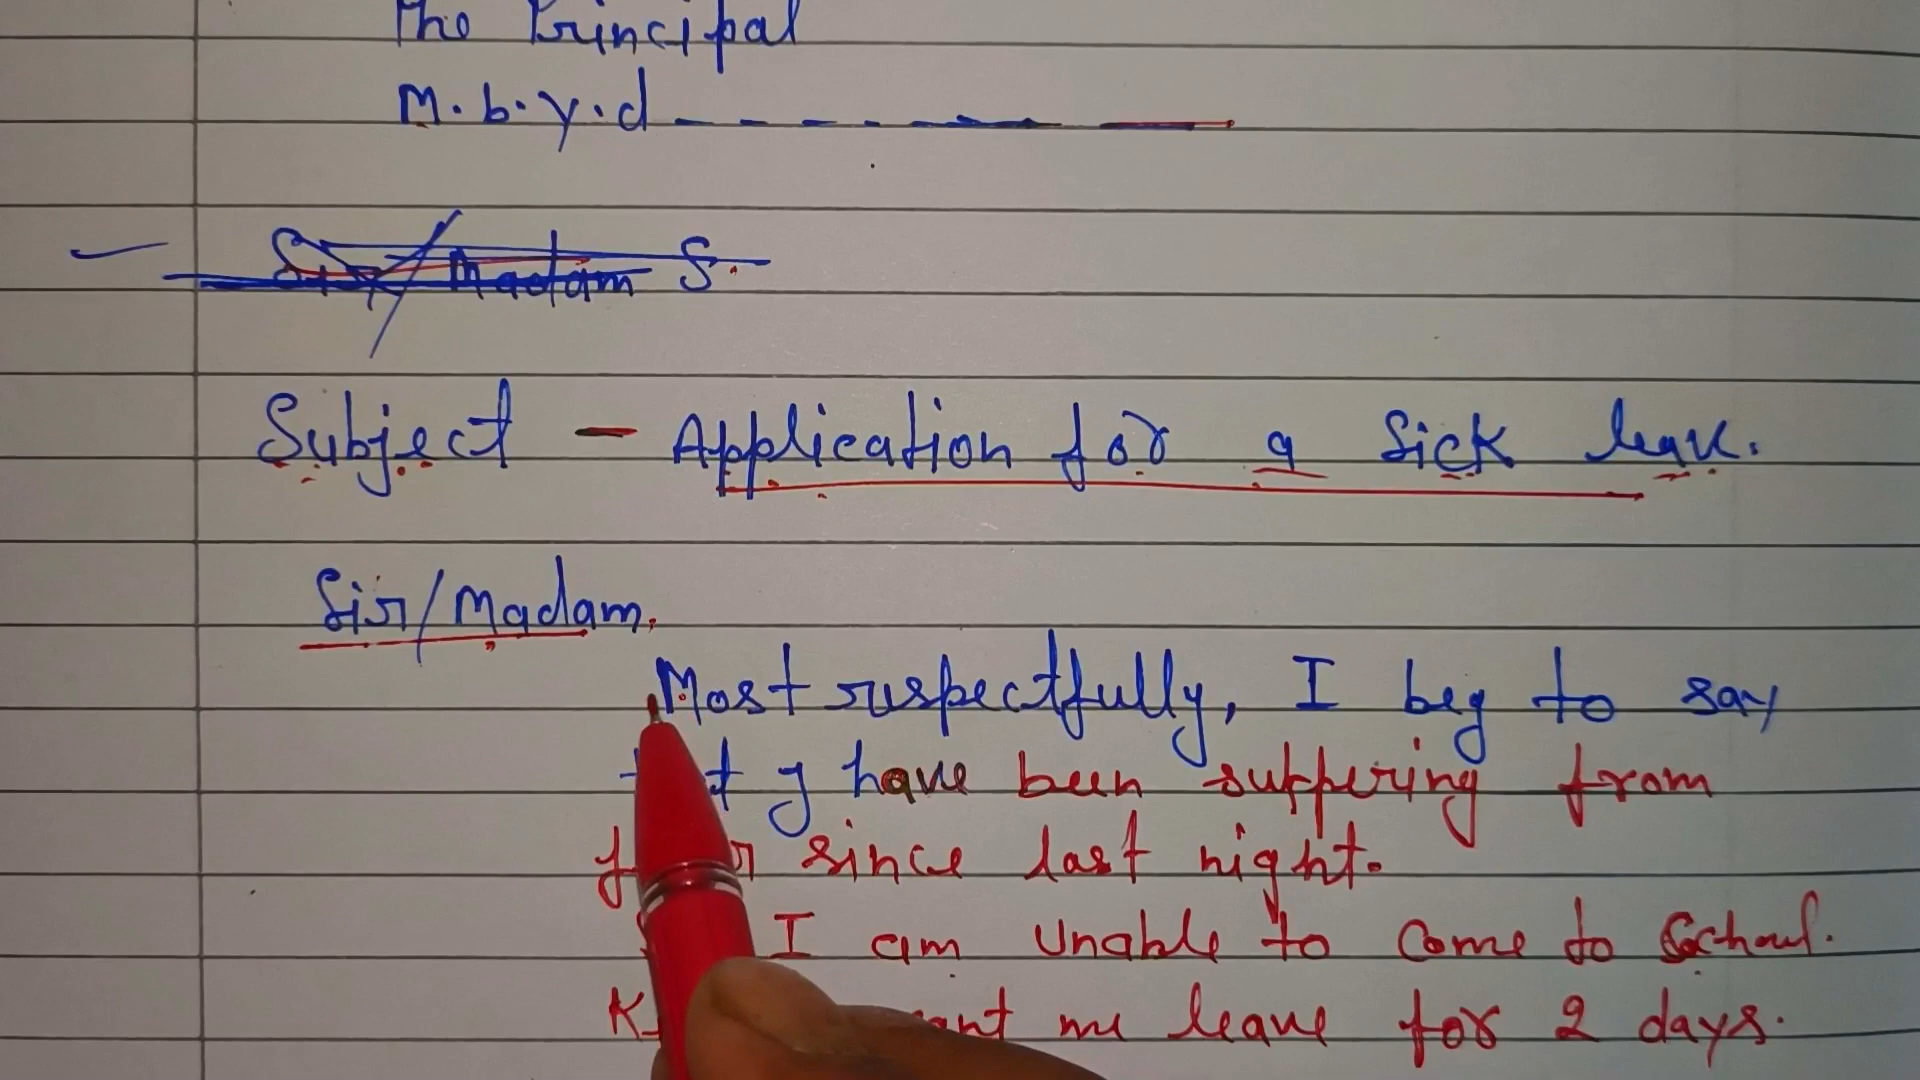 The Principal
M.b.y.d
Sir/Madam S.
Subject - Application for a Sick leave.
Sir/Madam,
Most respectfully, I beg to say
I have been suffering from
since last night.
I am unable to come to School.
me leave for 2 days.